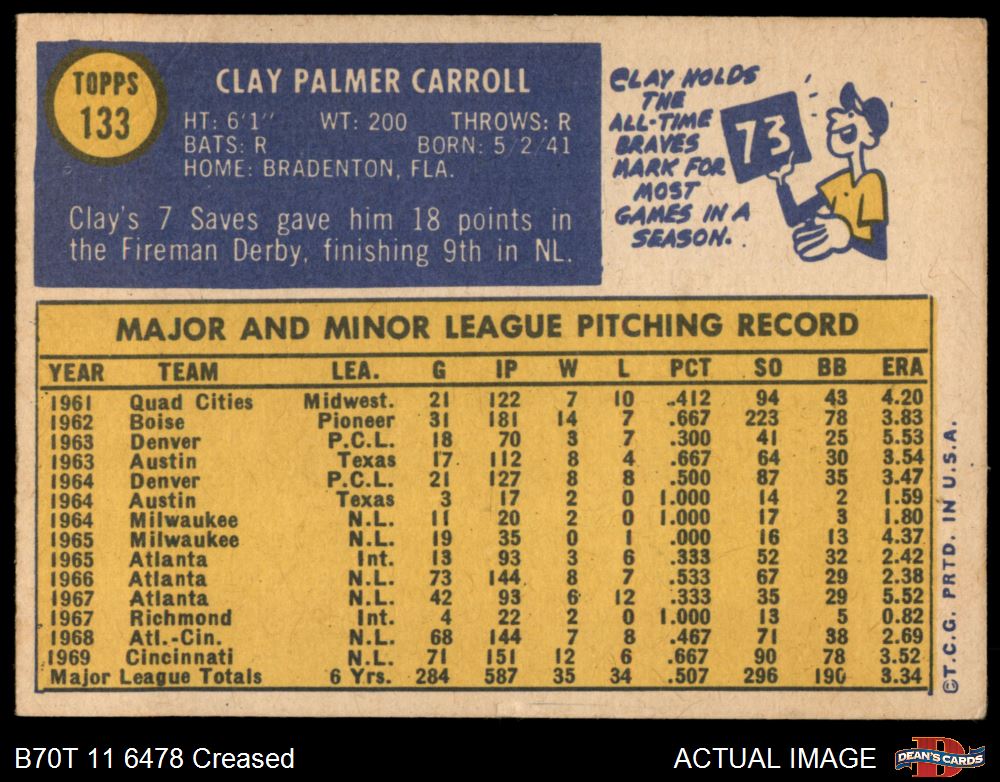 TOPPS
133
CLAY PALMER CARROLL
HT: 6'1" WT: 200 THROWS: R
BATS: R BORN: 5/2/41
HOME: BRADENTON, FLA.
Clay's 7 Saves gave him 18 points in
the Fireman Derby, finishing 9th in NL.
CLAY HOLDS
THE
ALL-TIME
BRAVES
MARK FOR
MOST
GAMES IN A
SEASON.
73
MAJOR AND MINOR LEAGUE PITCHING RECORD
YEAR TEAM LEA. G IP W L PCT SO BB ERA
1961 Quad Cities Midwest. 21 122 7 10 .412 94 43 4.20
1962 Boise Pioneer 31 181 14 7 .667 223 78 3.83
1963 Denver P.C.L. 18 70 3 7 .300 41 25 5.53
1963 Austin Texas 17 112 8 4 .667 64 30 3.54
1964 Denver P.C.L. 21 127 8 8 .500 87 35 3.47
1964 Austin Texas 3 17 2 0 1.000 14 2 1.59
1964 Milwaukee N.L. 11 20 2 0 1.000 17 3 1.80
1965 Milwaukee N.L. 19 35 0 1 .000 16 13 4.37
1965 Atlanta Int. 13 93 3 6 .333 52 32 2.42
1966 Atlanta N.L. 73 144 8 7 .533 67 29 2.38
1967 Atlanta N.L. 42 93 6 12 .333 35 29 5.52
1967 Richmond Int. 4 22 2 0 1.000 13 5 0.82
1968 Atl.-Cin. N.L. 68 144 7 8 .467 71 38 2.69
1969 Cincinnati N.L. 71 151 12 6 .667 90 78 3.52
Major League Totals 6 Yrs. 284 587 35 34 .507 296 190 3.34
©T.C.G. PRTD. IN U.S.A.
B70T 11 6478 Creased
ACTUAL IMAGE
D
DEAN'S CARDS